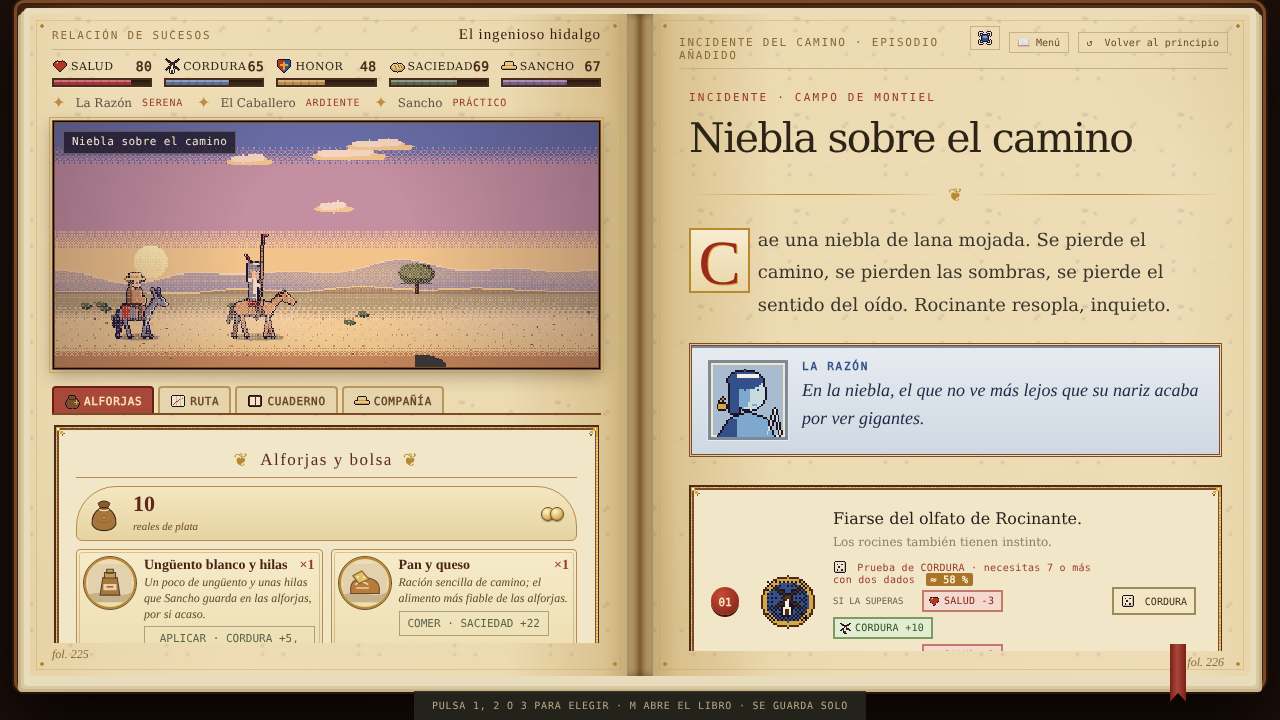 RELACIÓN DE SUCESOS
El ingenioso hidalgo
SALUD 80
CORDURA 65
HONOR 48
SACIEDAD 69
SANCHO 67
La Razón SERENA
El Caballero ARDIENTE
Sancho PRÁCTICO
Niebla sobre el camino
ALFORJAS
RUTA
CUADERNO
COMPAÑÍA
Alforjas y bolsa
10
reales de plata
Ungüento blanco y hilas ×1
Un poco de ungüento y unas hilas
que Sancho guarda en las alforjas,
por si acaso.
APLICAR · CORDURA +5,
Pan y queso ×1
Ración sencilla de camino; el
alimento más fiable de las alforjas.
COMER · SACIEDAD +22
fol. 225
INCIDENTE DEL CAMINO · EPISODIO
AÑADIDO
Menú
↺ Volver al principio
INCIDENTE · CAMPO DE MONTIEL
Niebla sobre el camino
Cae una niebla de lana mojada. Se pierde el
camino, se pierden las sombras, se pierde el
sentido del oído. Rocinante resopla, inquieto.
LA RAZÓN
En la niebla, el que no ve más lejos que su nariz acaba
por ver gigantes.
01
Fiarse del olfato de Rocinante.
Los rocines también tienen instinto.
Prueba de CORDURA · necesitas 7 o más
con dos dados ≈ 58 %
SI LA SUPERAS SALUD -3
CORDURA +10
CORDURA
fol. 226
PULSA 1, 2 O 3 PARA ELEGIR · M ABRE EL LIBRO · SE GUARDA SOLO